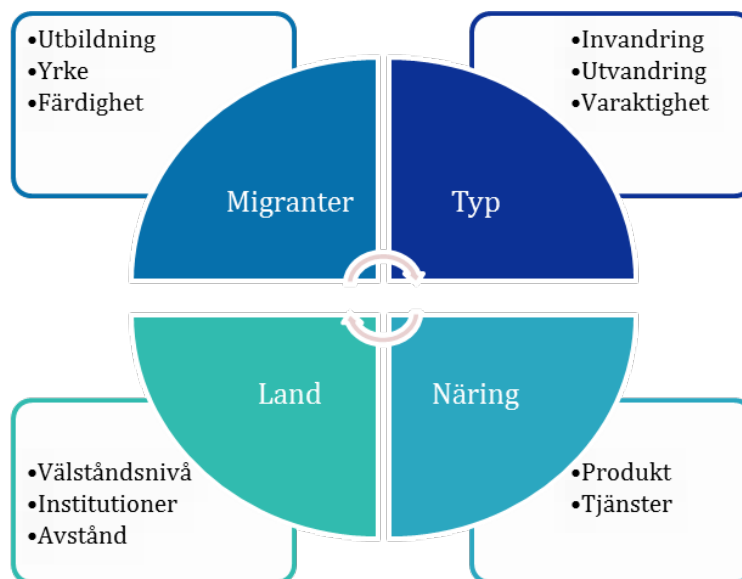 •Utbildning
•Yrke
•Färdighet
•Invandring
•Utvandring
•Varaktighet
Migranter
Typ
Land
Näring
•Välståndsnivå
•Institutioner
•Avstånd
•Produkt
•Tjänster